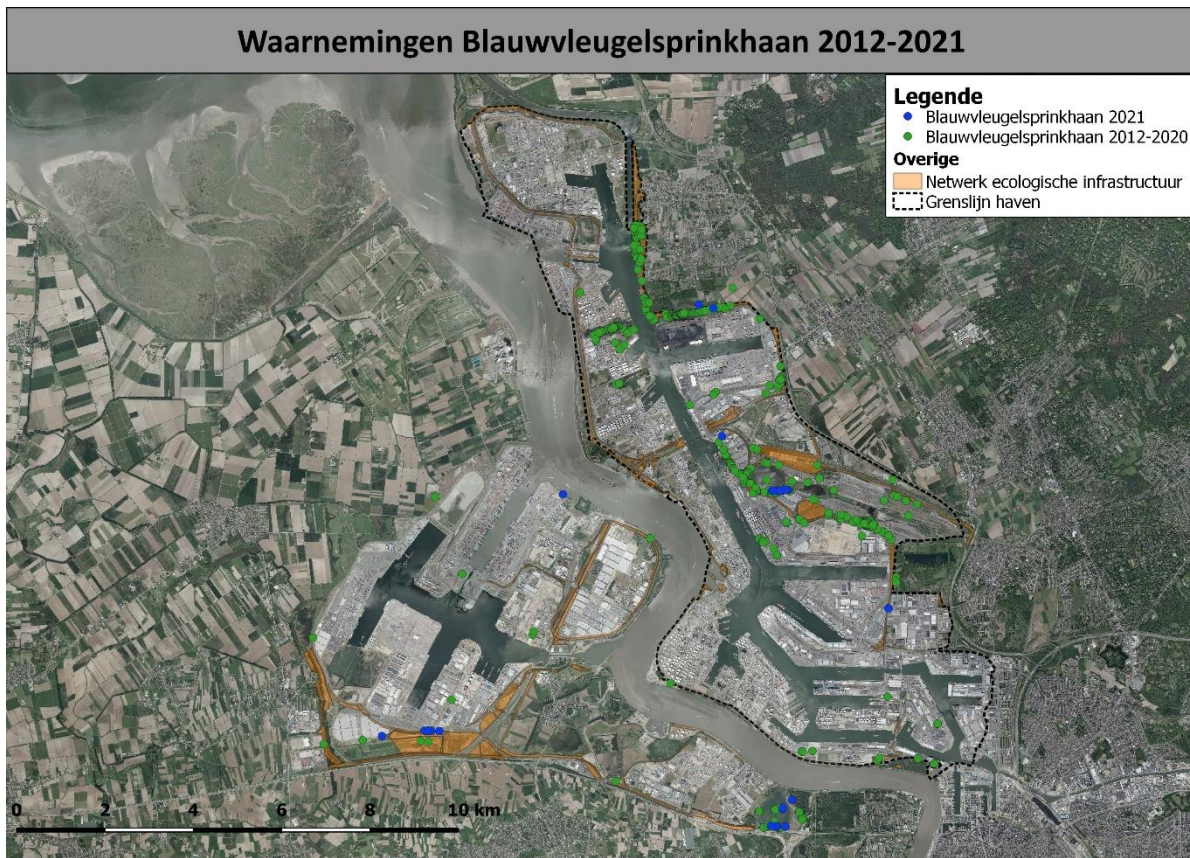 Waarnemingen Blauwvleugelsprinkhaan 2012-2021
Legende
Blauwvleugelsprinkhaan 2021
Blauwvleugelsprinkhaan 2012-2020
Overige
Netwerk ecologische infrastructuur
Grenslijn haven
0 2 4 6 8 10 km